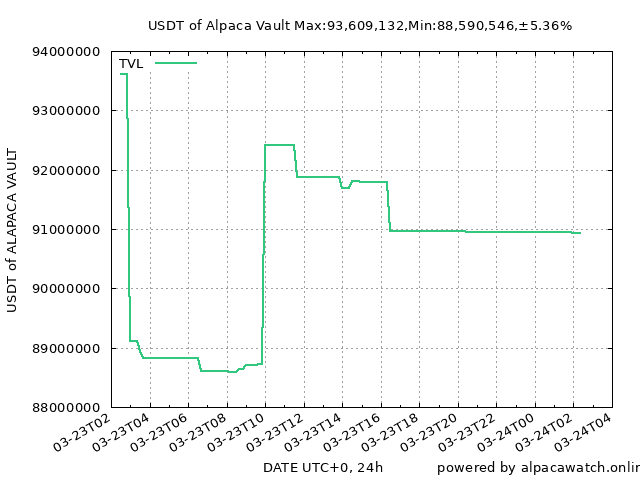 USDT of Alpaca Vault Max:93,609,132,Min:88,590,546,±5.36%
TVL
94000000
93000000
92000000
91000000
90000000
89000000
88000000
USDT of ALAPACA VAULT
03-23T02
03-23T04
03-23T06
03-23T08
03-23T10
03-23T12
03-23T14
03-23T16
03-23T18
03-23T20
03-23T22
03-24T00
03-24T02
03-24T04
DATE UTC+0, 24h
powered by alpacawatch.onlin